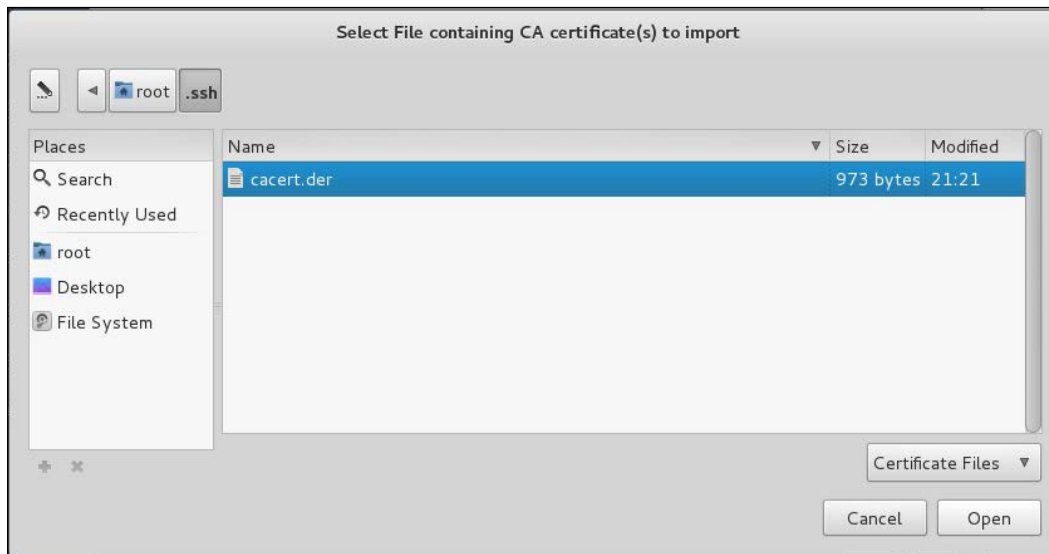 Select File containing CA certificate(s) to import
root .ssh
Places
Search
Recently Used
root
Desktop
File System
Name Size Modified
cacert.der 973 bytes 21:21
Certificate Files
Cancel Open